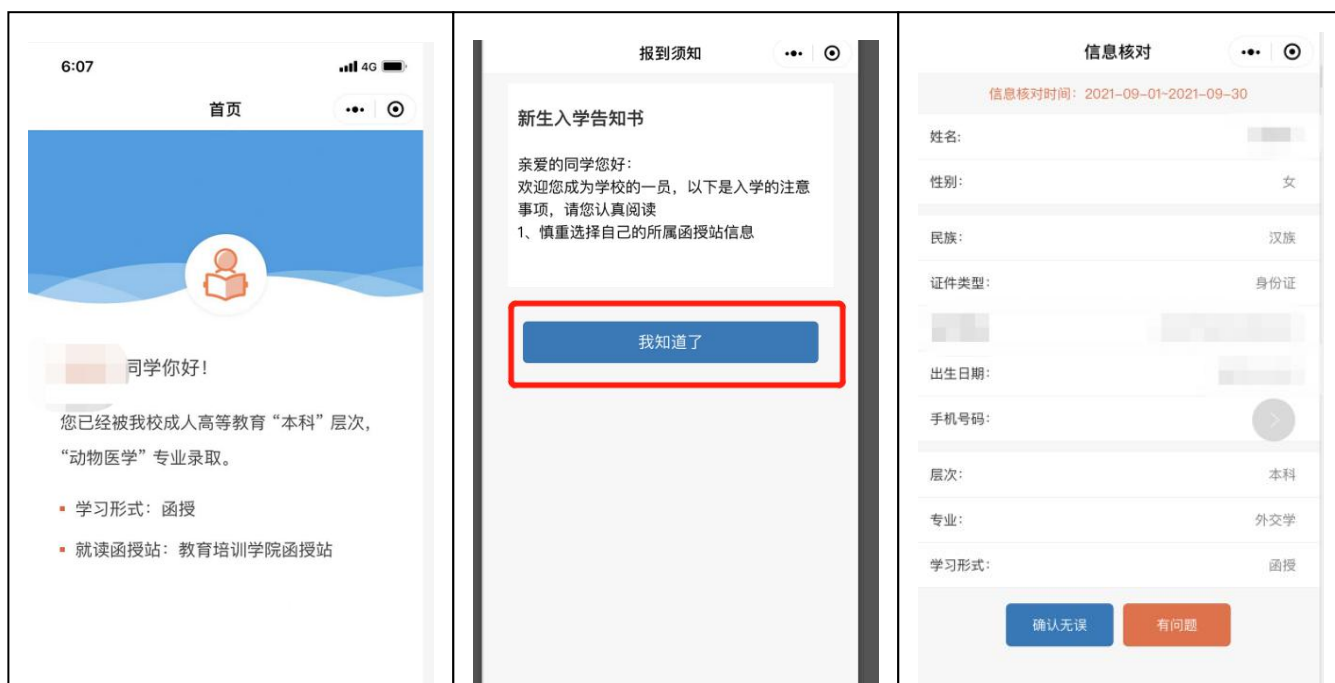 6:07
4G
首页
同学你好!
您已经被我校成人高等教育“本科”层次,
“动物医学”专业录取。
学习形式:函授
就读函授站:教育培训学院函授站
报到须知
新生入学告知书
亲爱的同学您好:
欢迎您成为学校的一员,以下是入学的注意
事项,请您认真阅读
1、慎重选择自己的所属函授站信息
我知道了
信息核对
信息核对时间:2021-09-01~2021-09-30
姓名:
性别: 女
民族: 汉族
证件类型: 身份证
出生日期:
手机号码:
层次: 本科
专业: 外交学
学习形式: 函授
确认无误 有问题